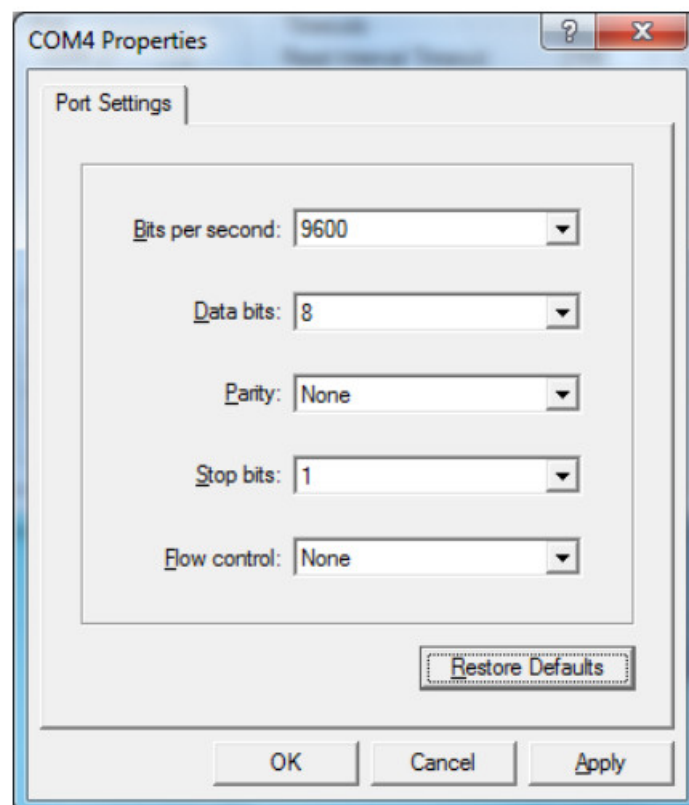 COM4 Properties
Port Settings
Bits per second: 9600
Data bits: 8
Parity: None
Stop bits: 1
Flow control: None
Restore Defaults
OK Cancel Apply